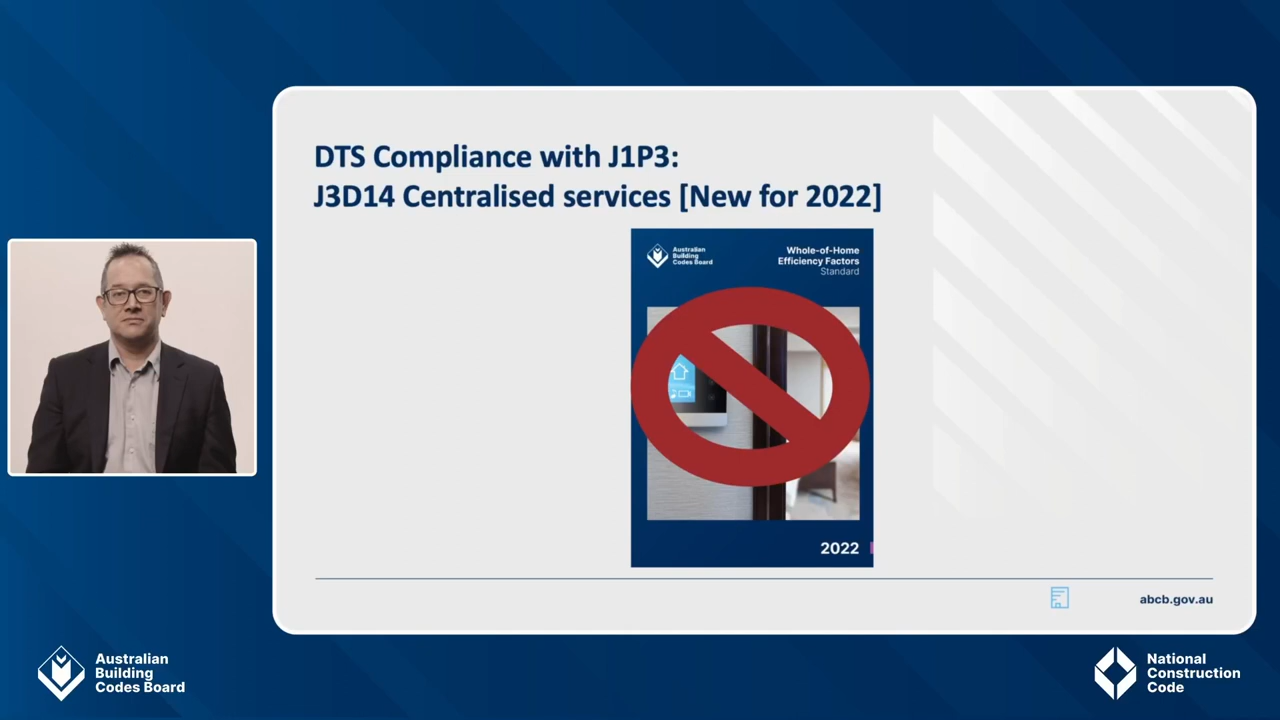 DTS Compliance with J1P3:
J3D14 Centralised services [New for 2022]
Australian
Building
Codes Board
Whole-of-Home
Efficiency Factors
Standard
2022
abcb.gov.au
Australian
Building
Codes Board
National
Construction
Code